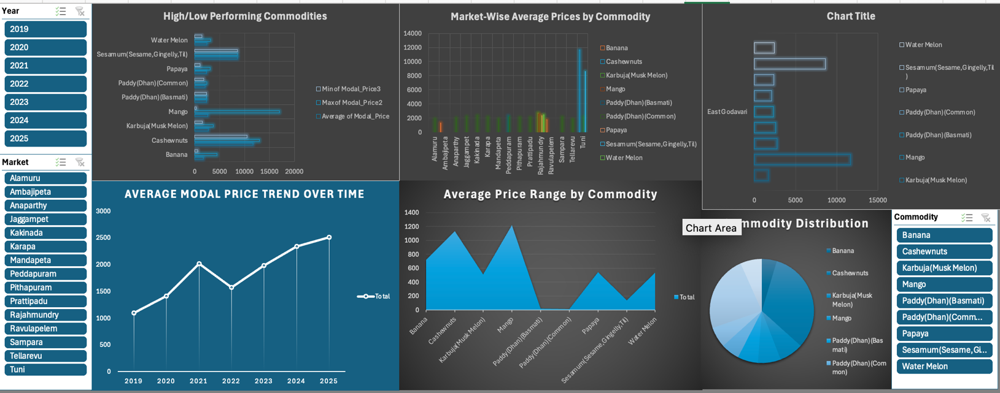 Year
2019
2020
2021
2022
2023
2024
2025
Market
Alamuru
Ambajipeta
Anaparthy
Jaggampet
Kakinada
Karapa
Mandapeta
Peddapuram
Pithapuram
Prattipadu
Rajahmundry
Ravulapelem
Sampara
Tellarevu
Tuni
High/Low Performing Commodities
Water Melon
Sesamum(Sesame,Gingelly,Til)
Papaya
Paddy(Dhan)(Common)
Paddy(Dhan)(Basmati)
Mango
Karbuja(Musk Melon)
Cashewnuts
Banana
0 5000 10000 15000 20000
Min of Modal_Price3
Max of Modal_Price2
Average of Modal_Price
Market-Wise Average Prices by Commodity
14000
12000
10000
8000
6000
4000
2000
0
Alamuru
Ambajipeta
Anaparthy
Jaggampet
Kakinada
Karapa
Mandapeta
Peddapuram
Pithapuram
Prattipadu
Rajahmundry
Ravulapelem
Sampara
Tellarevu
Tuni
Banana
Cashewnuts
Karbuja(Musk Melon)
Mango
Paddy(Dhan)(Basmati)
Paddy(Dhan)(Common)
Papaya
Sesamum(Sesame,Gingelly,Til)
Water Melon
Chart Title
East Godavari
0 5000 10000 15000
Water Melon
Sesamum(Sesame,Gingelly,Til
)
Papaya
Paddy(Dhan)(Common)
Paddy(Dhan)(Basmati)
Mango
Karbuja(Musk Melon)
AVERAGE MODAL PRICE TREND OVER TIME
3000
2500
2000
1500
1000
500
0
2019 2020 2021 2022 2023 2024 2025
Total
Average Price Range by Commodity
1400
1200
1000
800
600
400
200
0
Banana
Cashewnuts
Karbuja(Musk Melon)
Mango
Paddy(Dhan)(Basmati)
Paddy(Dhan)(Common)
Papaya
Sesamum(Sesame,Gingelly,Til)
Water Melon
Total
Chart Area
mmodity Distribution
Banana
Cashewnuts
Karbuja(Musk
Melon)
Mango
Paddy(Dhan)(Bas
mati)
Paddy(Dhan)(Com
mon)
Commodity
Banana
Cashewnuts
Karbuja(Musk Melon)
Mango
Paddy(Dhan)(Basmati)
Paddy(Dhan)(Comm...
Papaya
Sesamum(Sesame,Gi...
Water Melon